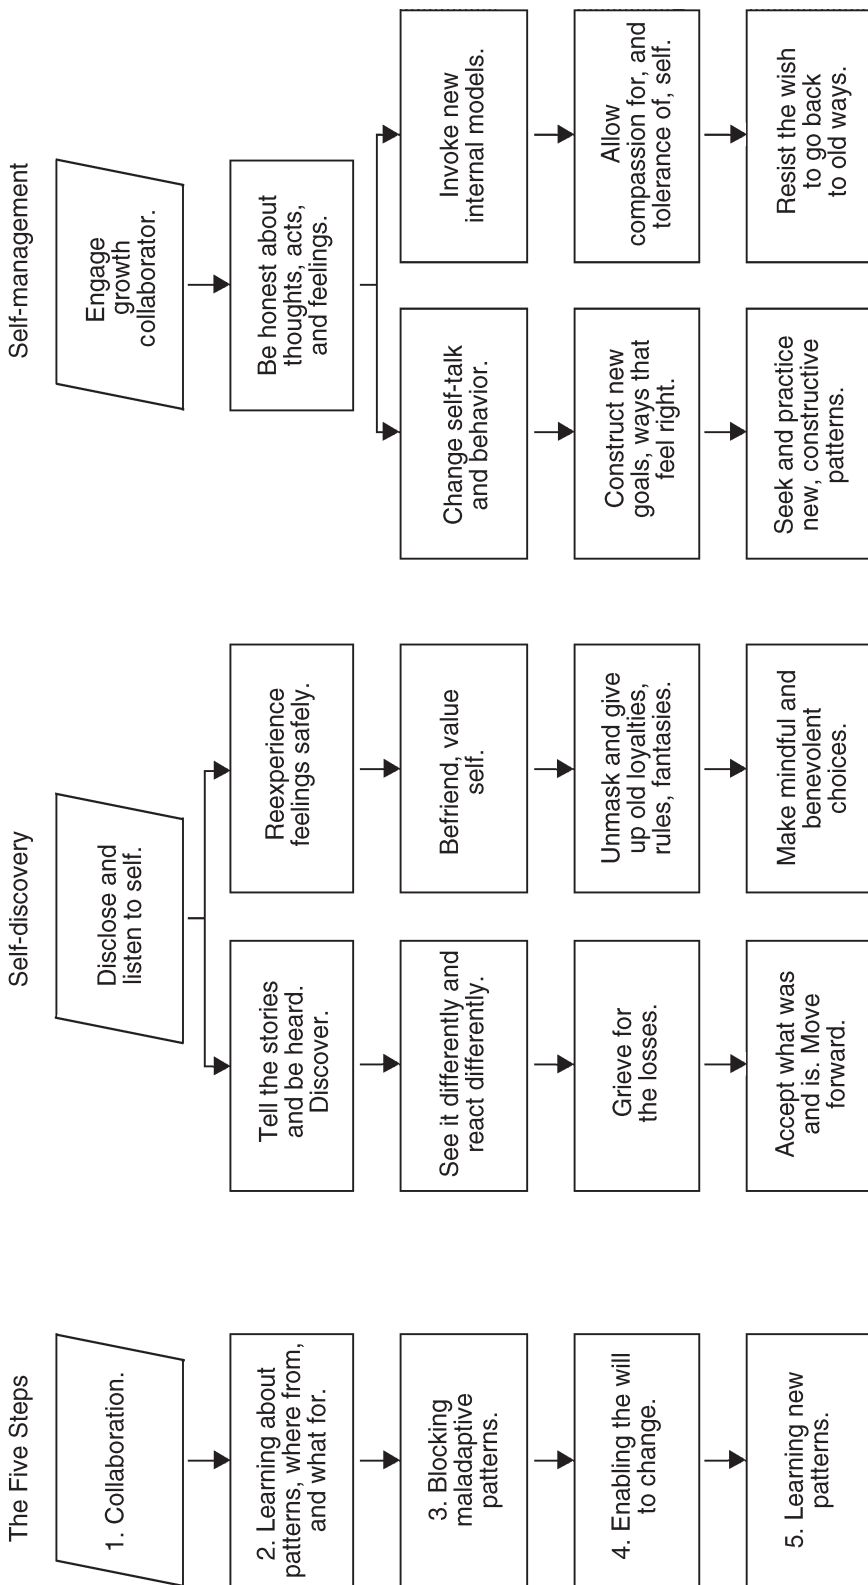 The Five Steps
1. Collaboration.
2. Learning about
patterns, where from,
and what for.
3. Blocking
maladaptive
patterns.
4. Enabling the will
to change.
5. Learning new
patterns.
Self-discovery
Disclose and
listen to self.
Tell the stories
and be heard.
Discover.
Reexperience
feelings safely.
See it differently and
react differently.
Befriend, value
self.
Grieve for
the losses.
Unmask and give
up old loyalties,
rules, fantasies.
Accept what was
and is. Move
forward.
Make mindful and
benevolent
choices.
Self-management
Engage
growth
collaborator.
Be honest about
thoughts, acts,
and feelings.
Change self-talk
and behavior.
Invoke new
internal models.
Construct new
goals, ways that
feel right.
Allow
compassion for, and
tolerance of, self.
Seek and practice
new, constructive
patterns.
Resist the wish
to go back
to old ways.